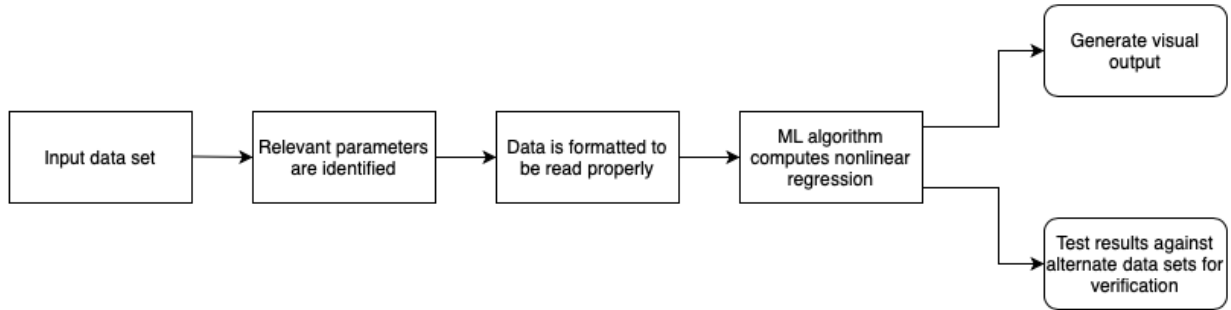 Input data set
Relevant parameters
are identified
Data is formatted to
be read properly
ML algorithm
computes nonlinear
regression
Generate visual
output
Test results against
alternate data sets for
verification